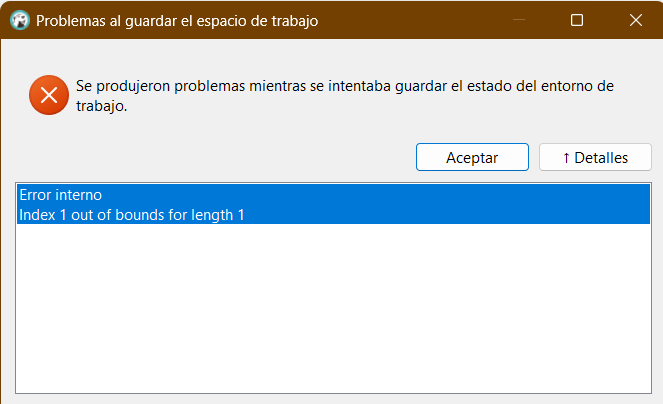 Problemas al guardar el espacio de trabajo
Se produjeron problemas mientras se intentaba guardar el estado del entorno de
trabajo.
Aceptar
↑ Detalles
Error interno
Index 1 out of bounds for length 1